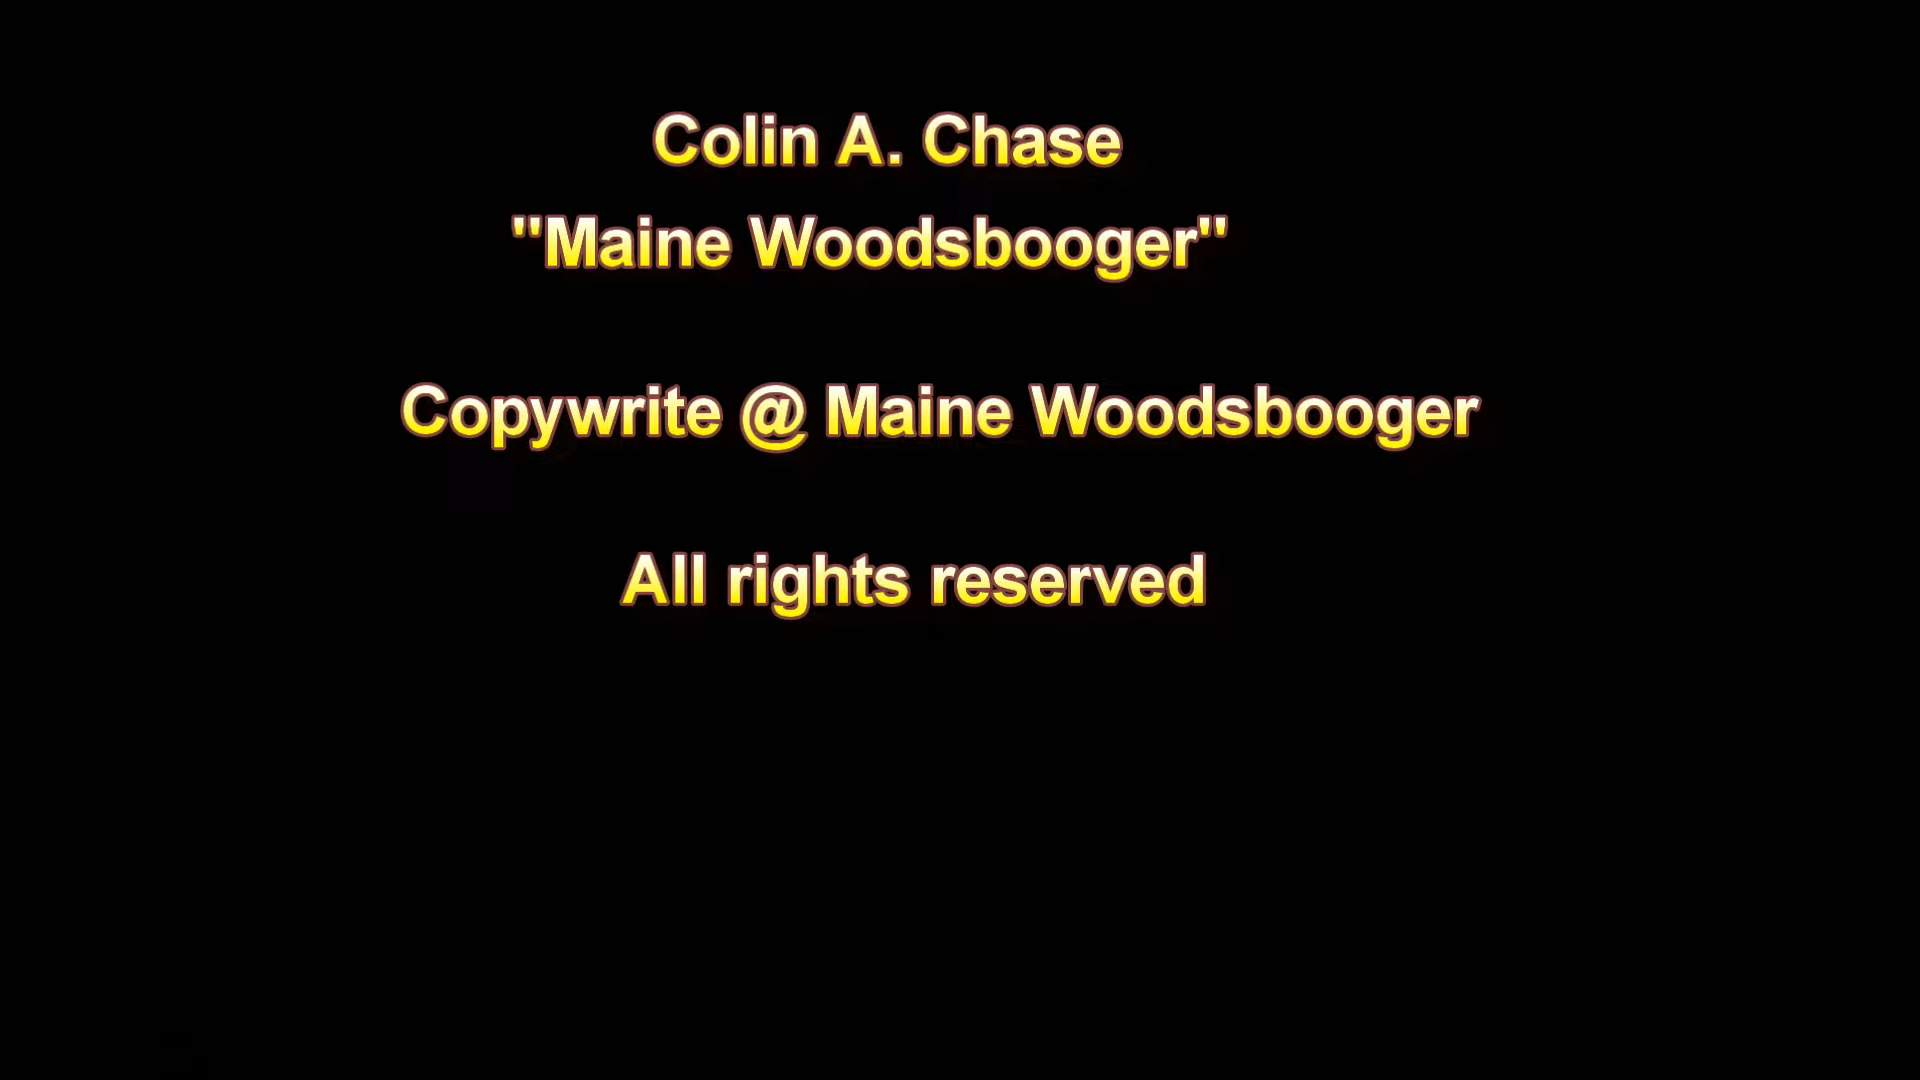 Colin A. Chase
"Maine Woodsbooger"
Copywrite @ Maine Woodsbooger
All rights reserved